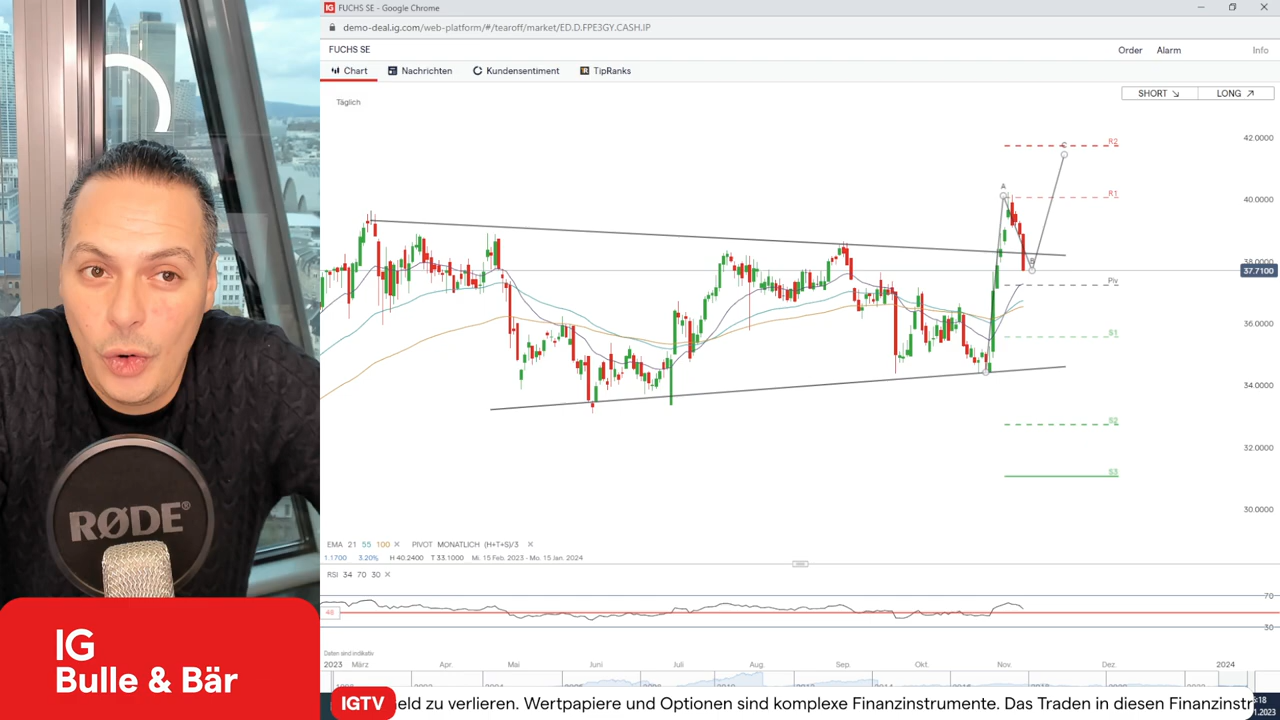 FUCHS SE - Google Chrome
demo-deal.ig.com/web-platform/#/tearoff/market/ED.D.FPE3GY.CASH.IP
FUCHS SE
Order Alarm Info
Chart Nachrichten Kundensentiment TipRanks
SHORT LONG
Täglich
42.0000
C
R2
A
40.0000
R1
38.0000
B
37.7100
Piv
36.0000
S1
34.0000
S2
32.0000
S3
30.0000
EMA 21 55 100 PIVOT MONATLICH (H+T+S)/3
1.1700 3.20% H 40.2400 T 33.1000 Mi. 15 Feb. 2023 - Mo. 15 Jan. 2024
RSI 34 70 30
70
48
30
Daten sind indikativ
2023 März Apr. Mai Juni Juli Aug. Sep. Okt. Nov. Dez. 2024
RØDE®
IG
Bulle & Bär
IGTV
eld zu verlieren. Wertpapiere und Optionen sind komplexe Finanzinstrumente. Das Traden in diesen Finanzinstr